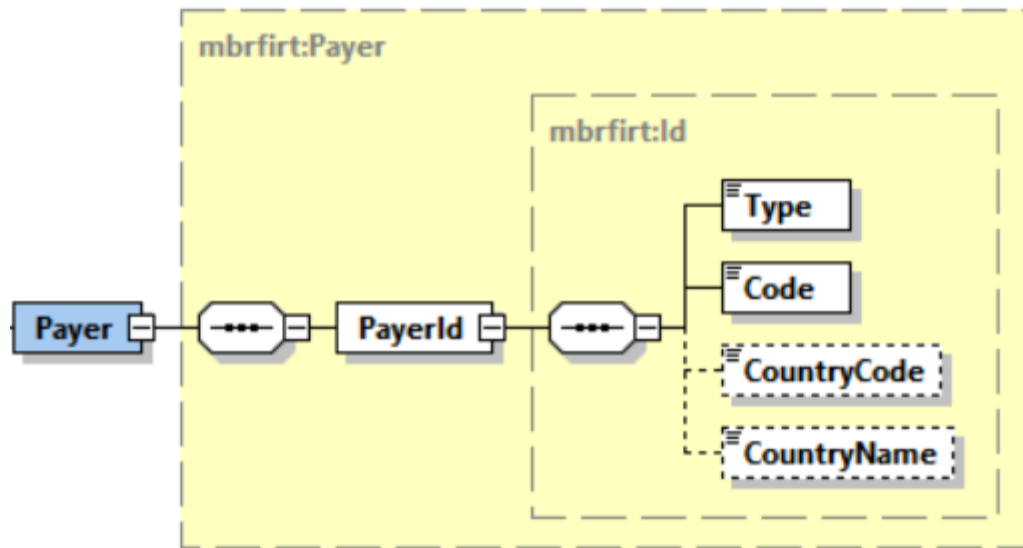 mbrfirt:Payer
mbrfirt:Id
Type
Code
Payer
PayerId
CountryCode
CountryName